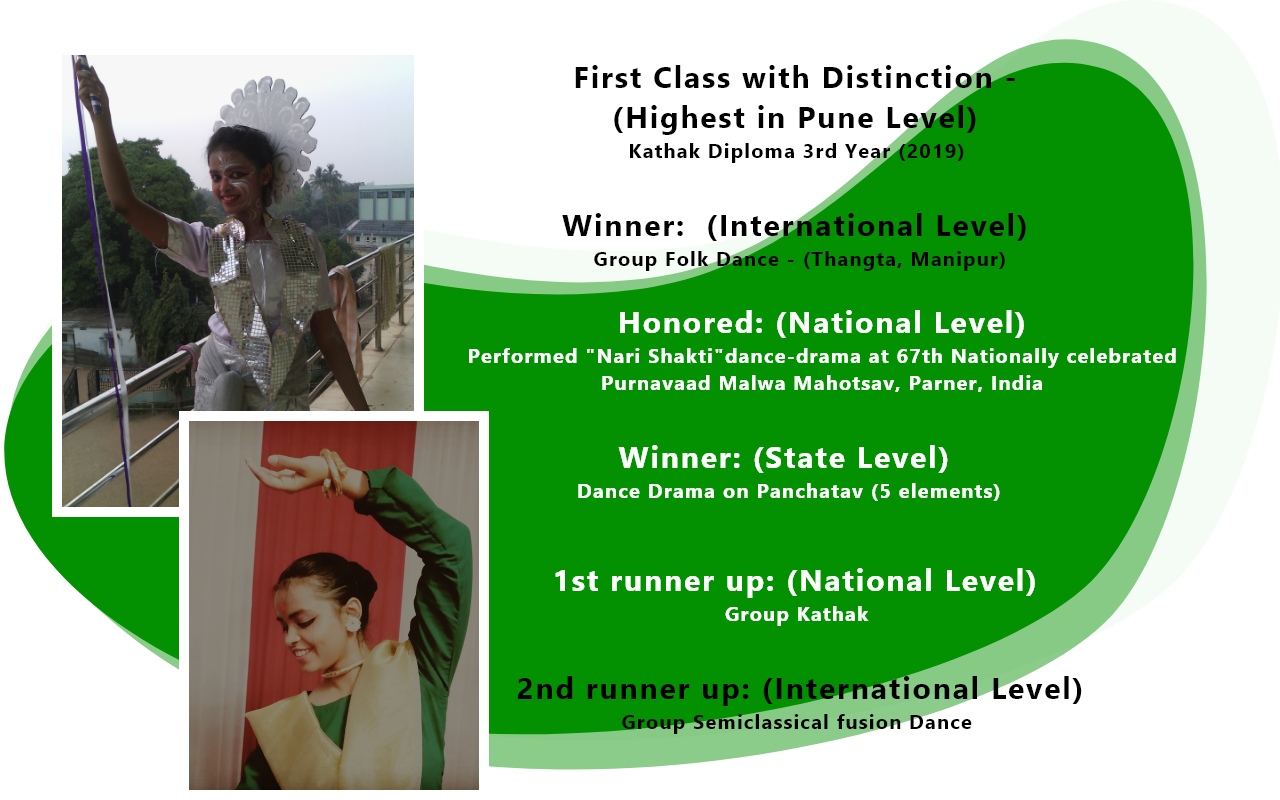 First Class with Distinction -
(Highest in Pune Level)
Kathak Diploma 3rd Year (2019)
Winner:  (International Level)
Group Folk Dance - (Thangta, Manipur)
Honored: (National Level)
Performed "Nari Shakti"dance-drama at 67th Nationally celebrated
Purnavaad Malwa Mahotsav, Parner, India
Winner: (State Level)
Dance Drama on Panchatav (5 elements)
1st runner up: (National Level)
Group Kathak
2nd runner up: (International Level)
Group Semiclassical fusion Dance